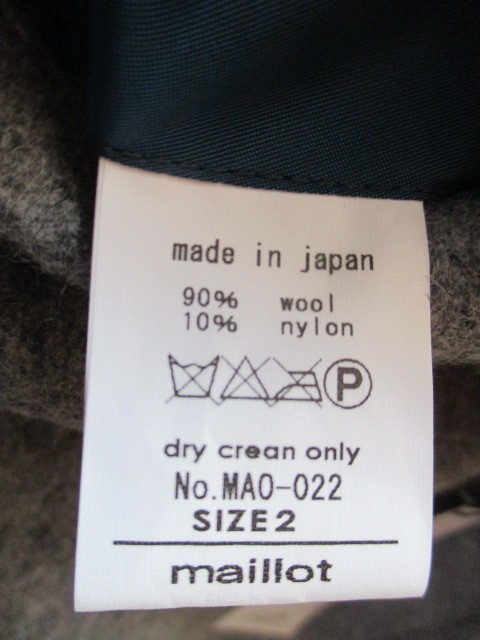 made in japan
90% wool
10% nylon
P
dry crean only
No.MAO-022
SIZE2
maillot